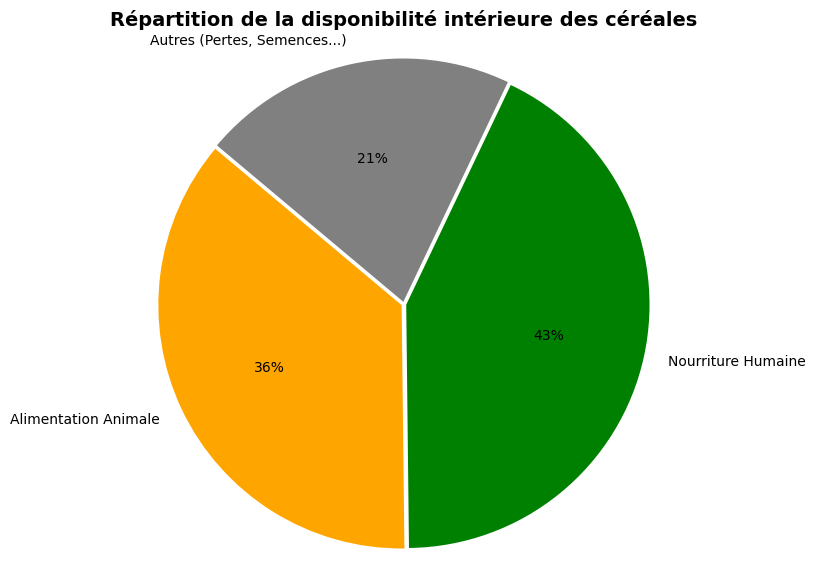 Répartition de la disponibilité intérieure des céréales
Autres (Pertes, Semences...)
21%
43%
Nourriture Humaine
36%
Alimentation Animale